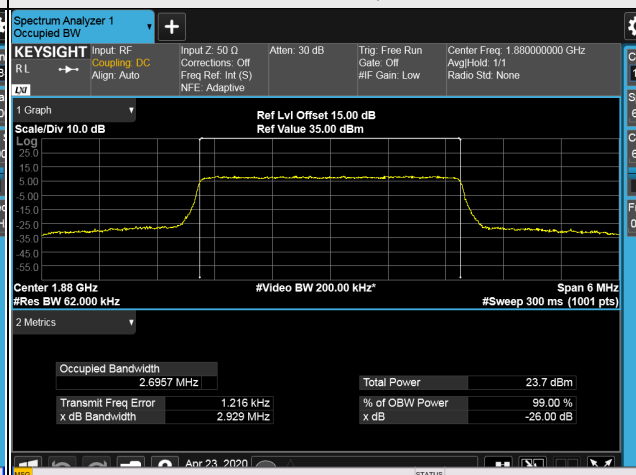 Spectrum Analyzer 1
Occupied BW
KEYSIGHT
R L
LXI
Input: RF
Coupling: DC
Align: Auto
Input Z: 50 Ω
Corrections: Off
Freq Ref: Int (S)
NFE: Adaptive
Atten: 30 dB
Trig: Free Run
Gate: Off
#IF Gain: Low
Center Freq: 1.880000000 GHz
Avg|Hold: 1/1
Radio Std: None
1 Graph
Scale/Div 10.0 dB
Ref Lvl Offset 15.00 dB
Ref Value 35.00 dBm
Log
25.0
15.0
5.00
-5.00
-15.0
-25.0
-35.0
-45.0
-55.0
Center 1.88 GHz
#Video BW 200.00 kHz*
Span 6 MHz
#Res BW 62.000 kHz
#Sweep 300 ms (1001 pts)
2 Metrics
Occupied Bandwidth
2.6957 MHz
Total Power 23.7 dBm
Transmit Freq Error 1.216 kHz
% of OBW Power 99.00 %
x dB Bandwidth 2.929 MHz
x dB -26.00 dB
Apr 23, 2020
MSG
STATUS